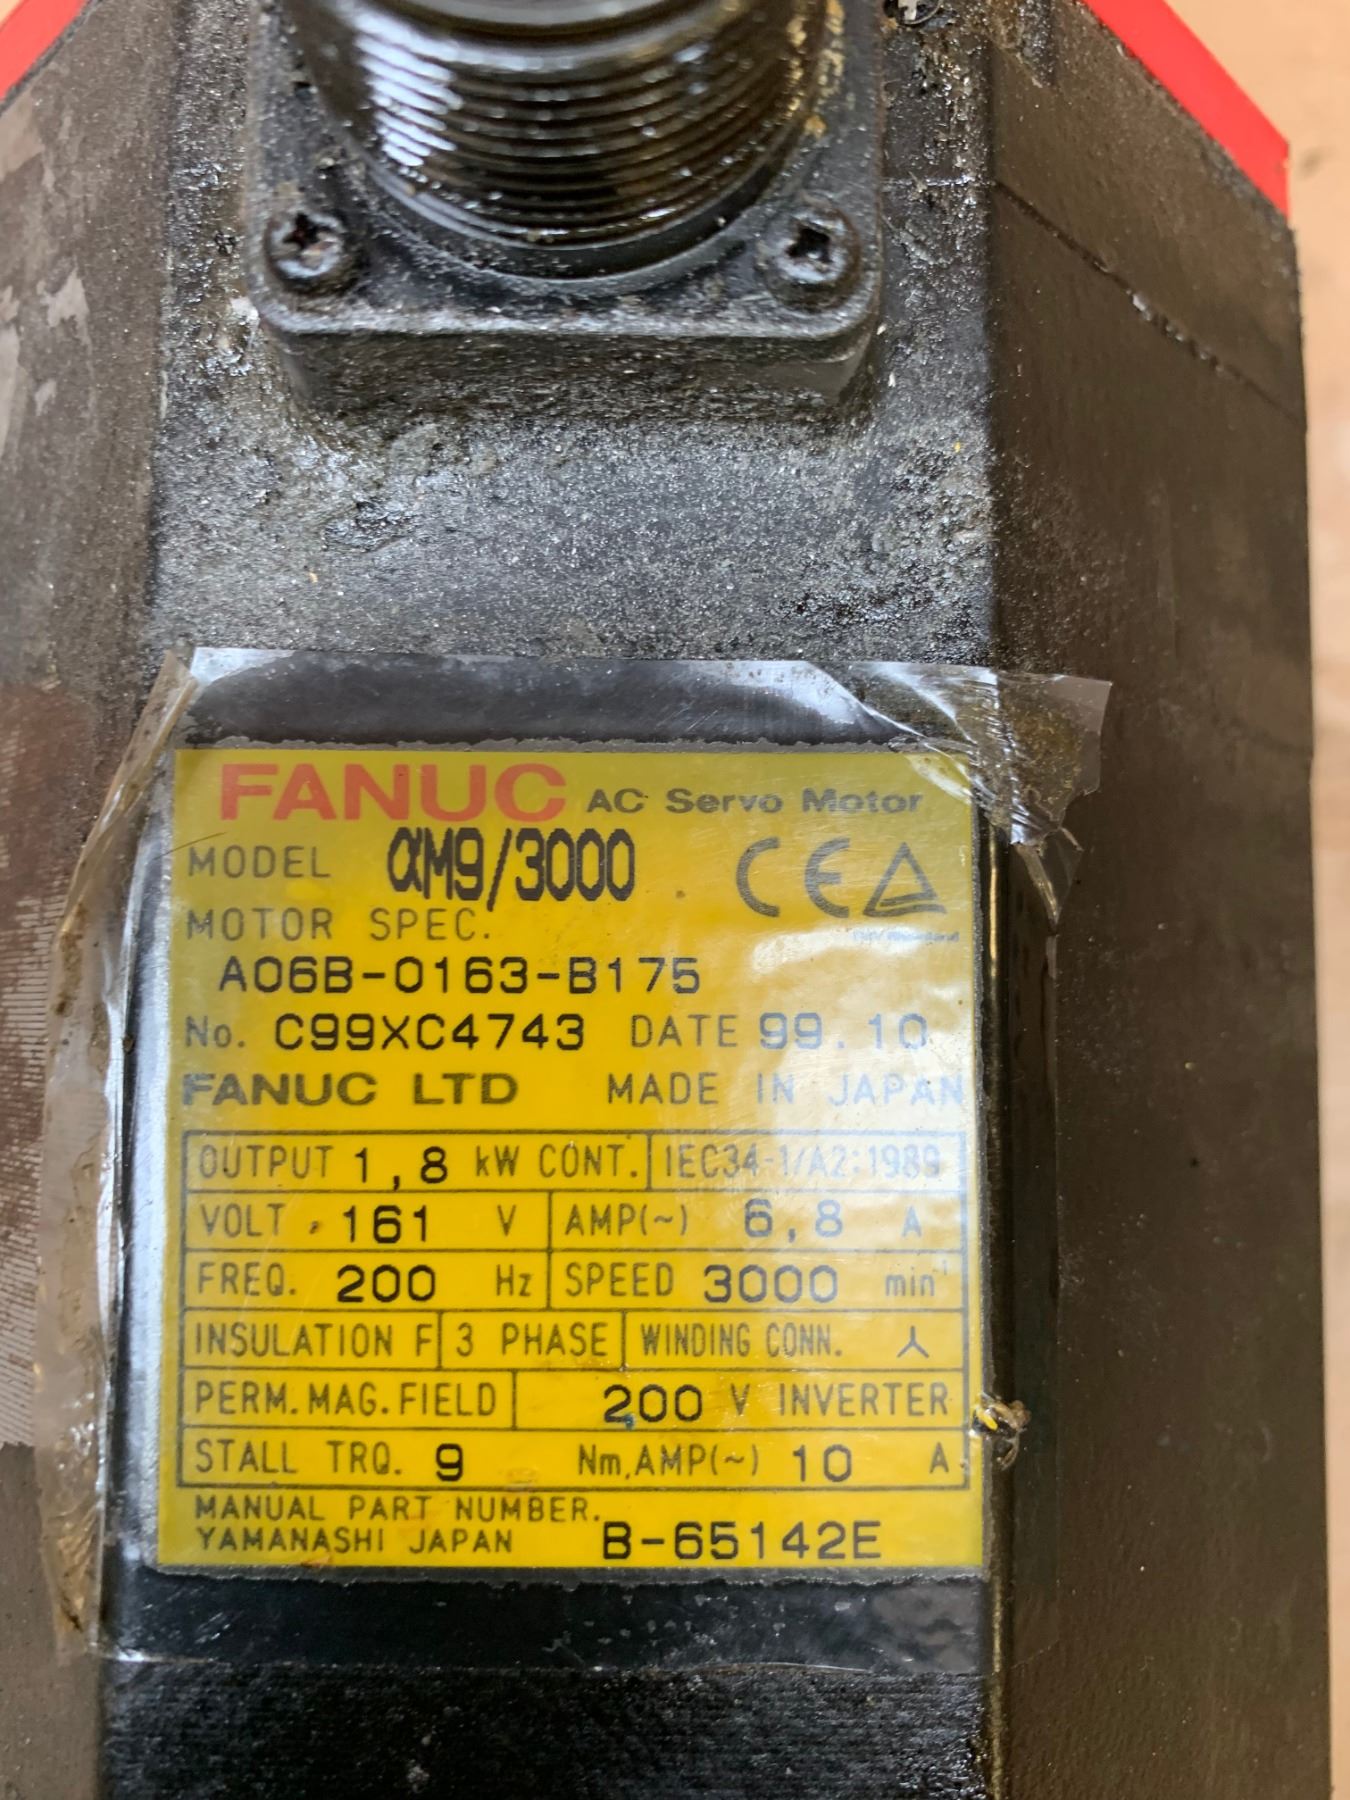 FANUC AC Servo Motor
MODEL αM9/3000 CE
MOTOR SPEC.
A06B-0163-B175
No. C99XC4743 DATE 99.10
FANUC LTD MADE IN JAPAN
OUTPUT 1,8 kW CONT. IEC34-1/A2:1989
VOLT. 161 V AMP(~) 6,8 A
FREQ. 200 Hz SPEED 3000 min⁻¹
INSULATION F 3 PHASE WINDING CONN.
PERM.MAG.FIELD 200 V INVERTER
STALL TRQ. 9 Nm,AMP(~) 10 A
MANUAL PART NUMBER.
YAMANASHI JAPAN B-65142E